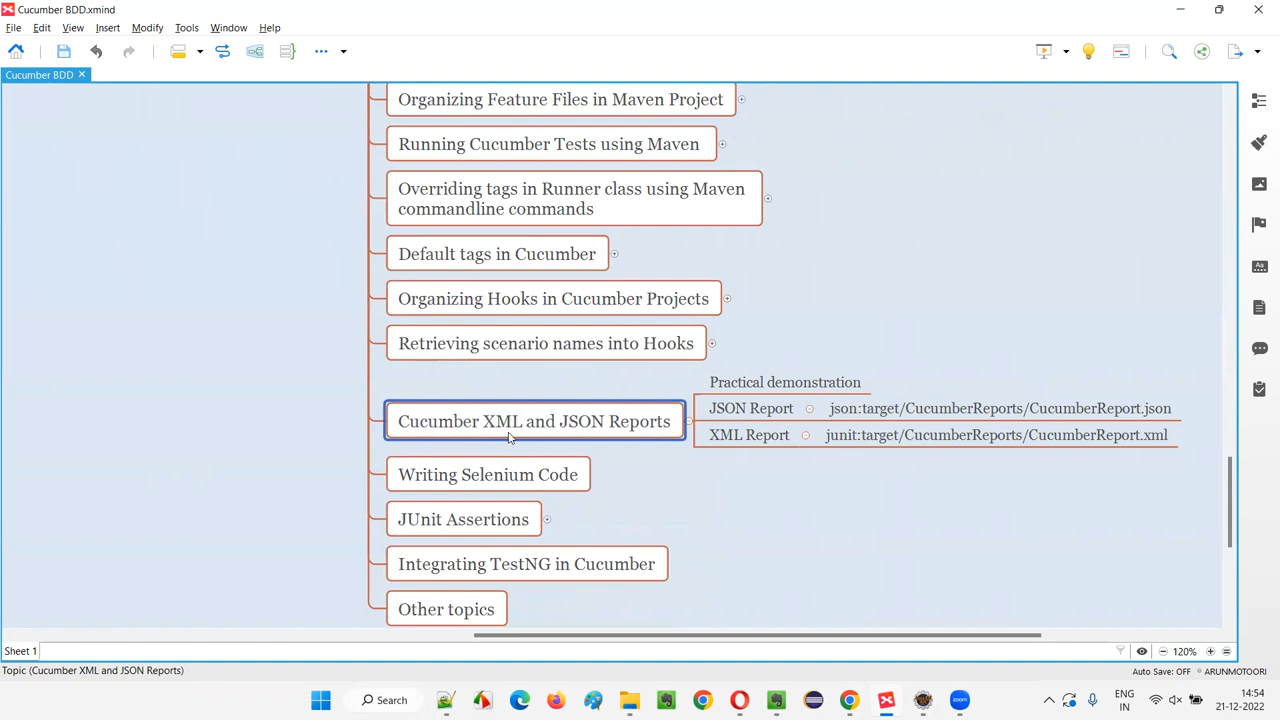 Cucumber BDD.xmind
File Edit View Insert Modify Tools Window Help
Cucumber BDD
Organizing Feature Files in Maven Project
Running Cucumber Tests using Maven
Overriding tags in Runner class using Maven
commandline commands
Default tags in Cucumber
Organizing Hooks in Cucumber Projects
Retrieving scenario names into Hooks
Practical demonstration
Cucumber XML and JSON Reports
JSON Report json:target/CucumberReports/CucumberReport.json
XML Report junit:target/CucumberReports/CucumberReport.xml
Writing Selenium Code
JUnit Assertions
Integrating TestNG in Cucumber
Other topics
Sheet 1
120%
Topic (Cucumber XML and JSON Reports)
Auto Save: OFF ARUNMOTOORI
Search
ENG
IN
14:54
21-12-2022